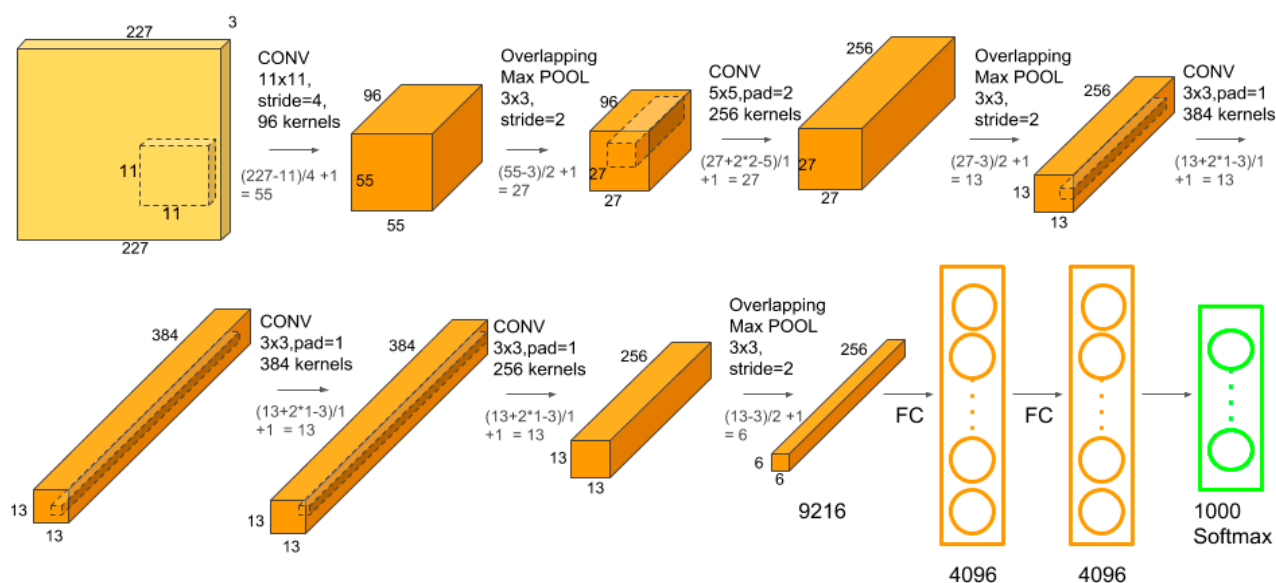 227
3
11
11
227
CONV
11x11,
stride=4,
96 kernels
(227-11)/4 +1
= 55
96
55
55
Overlapping
Max POOL
3x3,
stride=2
(55-3)/2 +1
= 27
96
27
27
CONV
5x5,pad=2
256 kernels
(27+2*2-5)/1
+1 = 27
256
27
27
Overlapping
Max POOL
3x3,
stride=2
(27-3)/2 +1
= 13
256
13
13
CONV
3x3,pad=1
384 kernels
(13+2*1-3)/1
+1 = 13
384
13
13
CONV
3x3,pad=1
384 kernels
(13+2*1-3)/1
+1 = 13
384
13
13
CONV
3x3,pad=1
256 kernels
(13+2*1-3)/1
+1 = 13
256
13
13
Overlapping
Max POOL
3x3,
stride=2
(13-3)/2 +1
= 6
256
6
6
9216
FC
4096
FC
4096
1000
Softmax